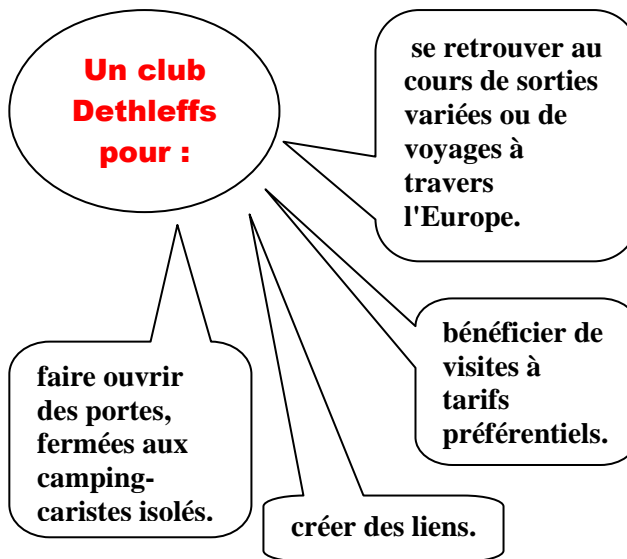 Un club
Dethleffs
pour :
se retrouver au
cours de sorties
variées ou de
voyages à
travers
l'Europe.
bénéficier de
visites à
tarifs
préférentiels.
créer des liens.
faire ouvrir
des portes,
fermées aux
camping-
caristes isolés.